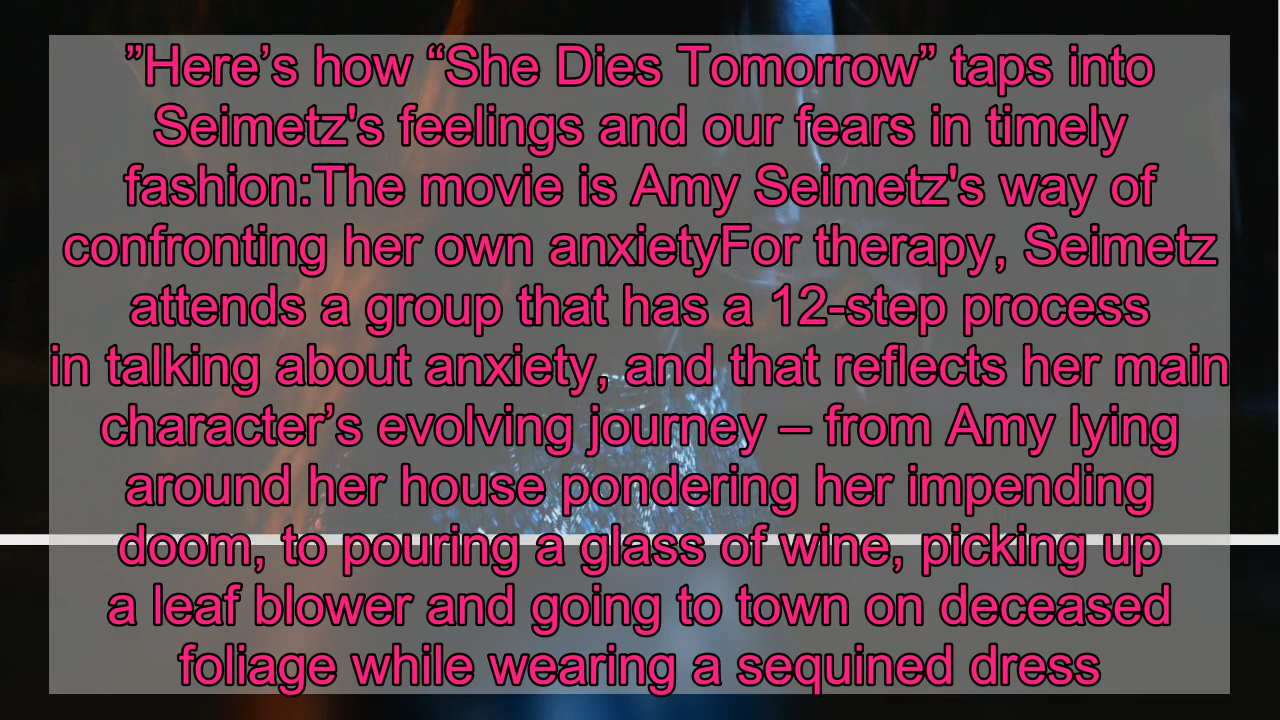 ”Here’s how “She Dies Tomorrow” taps into
Seimetz's feelings and our fears in timely
fashion:The movie is Amy Seimetz's way of
confronting her own anxietyFor therapy, Seimetz
attends a group that has a 12-step process
in talking about anxiety, and that reflects her main
character’s evolving journey – from Amy lying
around her house pondering her impending
doom, to pouring a glass of wine, picking up
a leaf blower and going to town on deceased
foliage while wearing a sequined dress